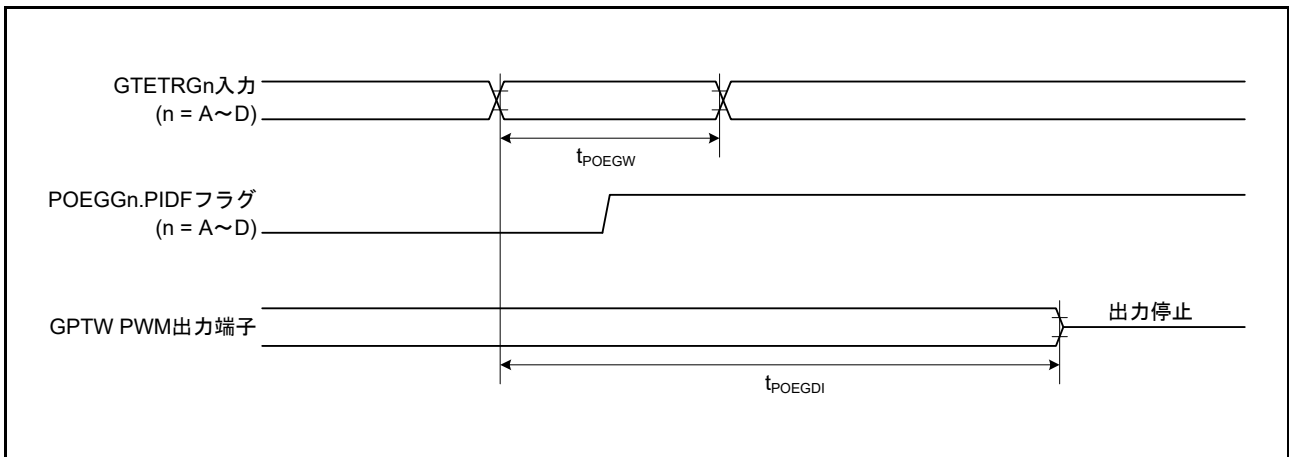 GTETRGn入力
(n = A～D)
tPOEGW
POEGGn.PIDFフラグ
(n = A～D)
GPTW PWM出力端子
出力停止
tPOEGDI